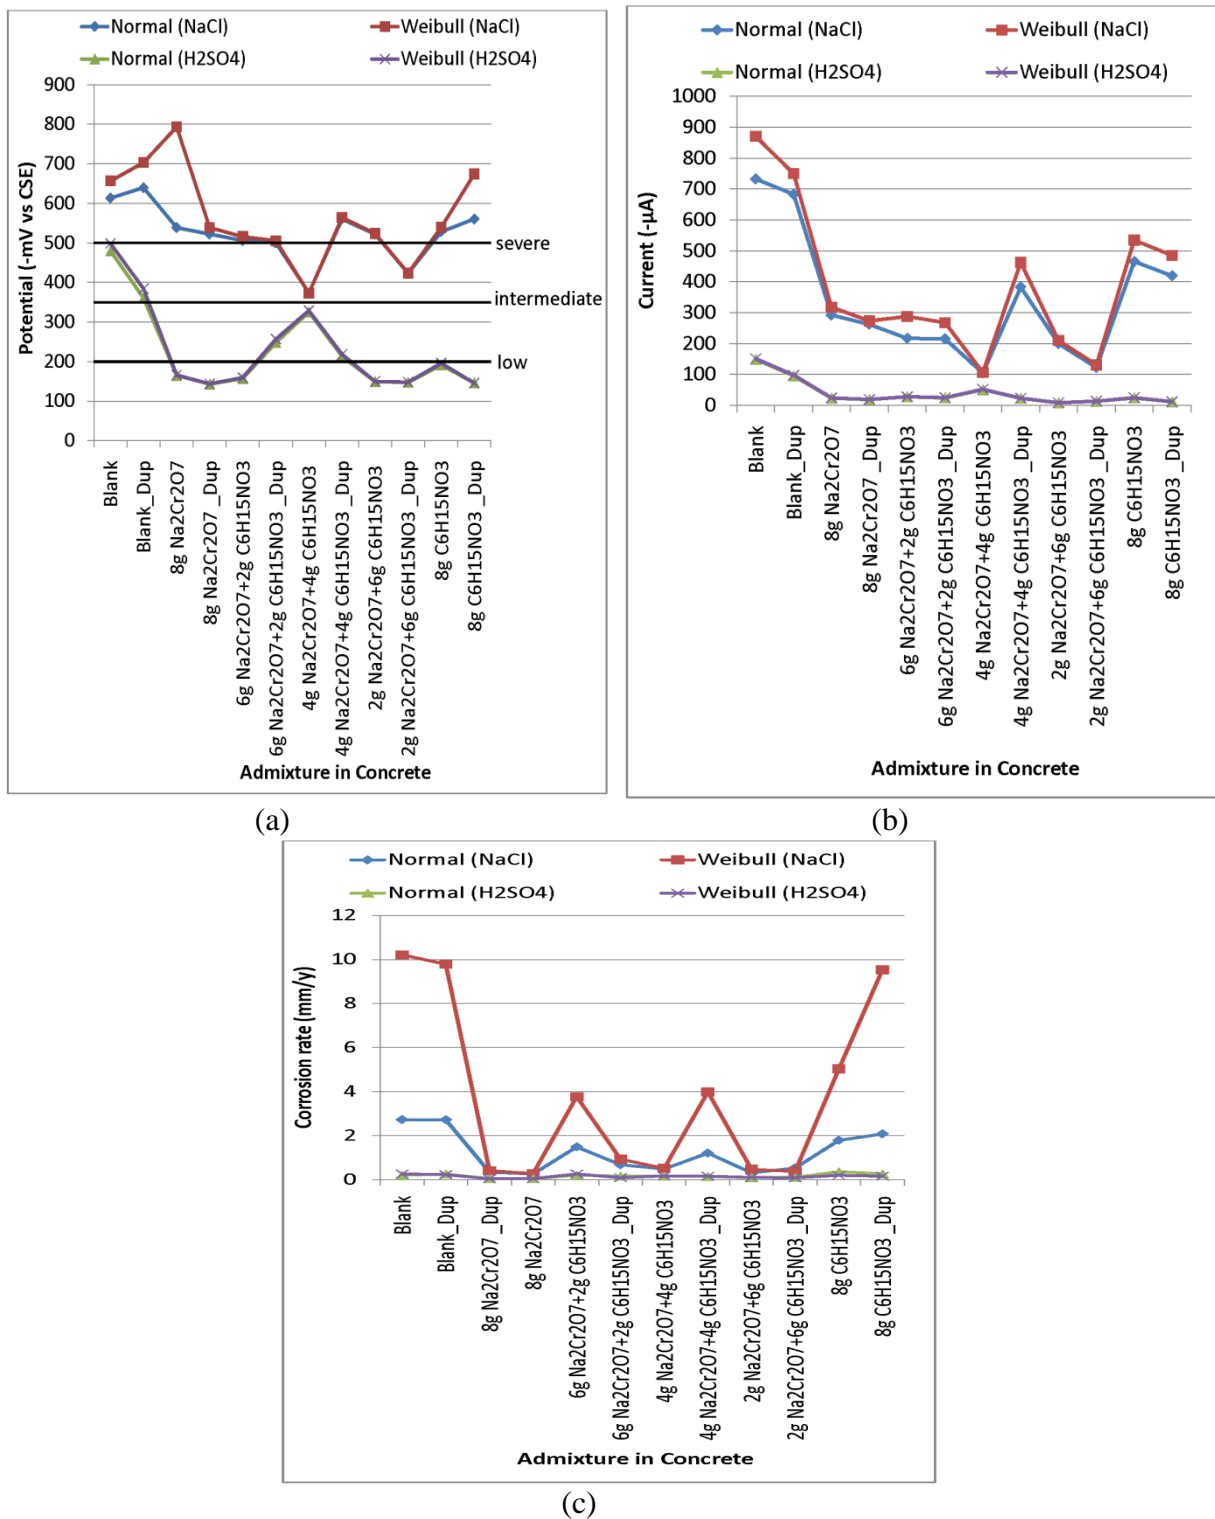 Normal (NaCl) Weibull (NaCl)
Normal (H2SO4) Weibull (H2SO4)
900
800
700
600
500
400
300
200
100
0
Potential (-mV vs CSE)
severe
intermediate
low
Blank
Blank_Dup
8g Na2Cr2O7
8g Na2Cr2O7 _Dup
6g Na2Cr2O7+2g C6H15NO3
6g Na2Cr2O7+2g C6H15NO3 _Dup
4g Na2Cr2O7+4g C6H15NO3
4g Na2Cr2O7+4g C6H15NO3 _Dup
2g Na2Cr2O7+6g C6H15NO3
2g Na2Cr2O7+6g C6H15NO3 _Dup
8g C6H15NO3
8g C6H15NO3 _Dup
Admixture in Concrete
(a)
Normal (NaCl) Weibull (NaCl)
Normal (H2SO4) Weibull (H2SO4)
1000
900
800
700
600
500
400
300
200
100
0
Current (-µA)
Blank
Blank_Dup
8g Na2Cr2O7
8g Na2Cr2O7 _Dup
6g Na2Cr2O7+2g C6H15NO3
6g Na2Cr2O7+2g C6H15NO3 _Dup
4g Na2Cr2O7+4g C6H15NO3
4g Na2Cr2O7+4g C6H15NO3 _Dup
2g Na2Cr2O7+6g C6H15NO3
2g Na2Cr2O7+6g C6H15NO3 _Dup
8g C6H15NO3
8g C6H15NO3 _Dup
Admixture in Concrete
(b)
Normal (NaCl) Weibull (NaCl)
Normal (H2SO4) Weibull (H2SO4)
12
10
8
6
4
2
0
Corrosion rate (mm/y)
Blank
Blank_Dup
8g Na2Cr2O7 _Dup
8g Na2Cr2O7
6g Na2Cr2O7+2g C6H15NO3
6g Na2Cr2O7+2g C6H15NO3 _Dup
4g Na2Cr2O7+4g C6H15NO3
4g Na2Cr2O7+4g C6H15NO3 _Dup
2g Na2Cr2O7+6g C6H15NO3
2g Na2Cr2O7+6g C6H15NO3 _Dup
8g C6H15NO3
8g C6H15NO3 _Dup
Admixture in Concrete
(c)